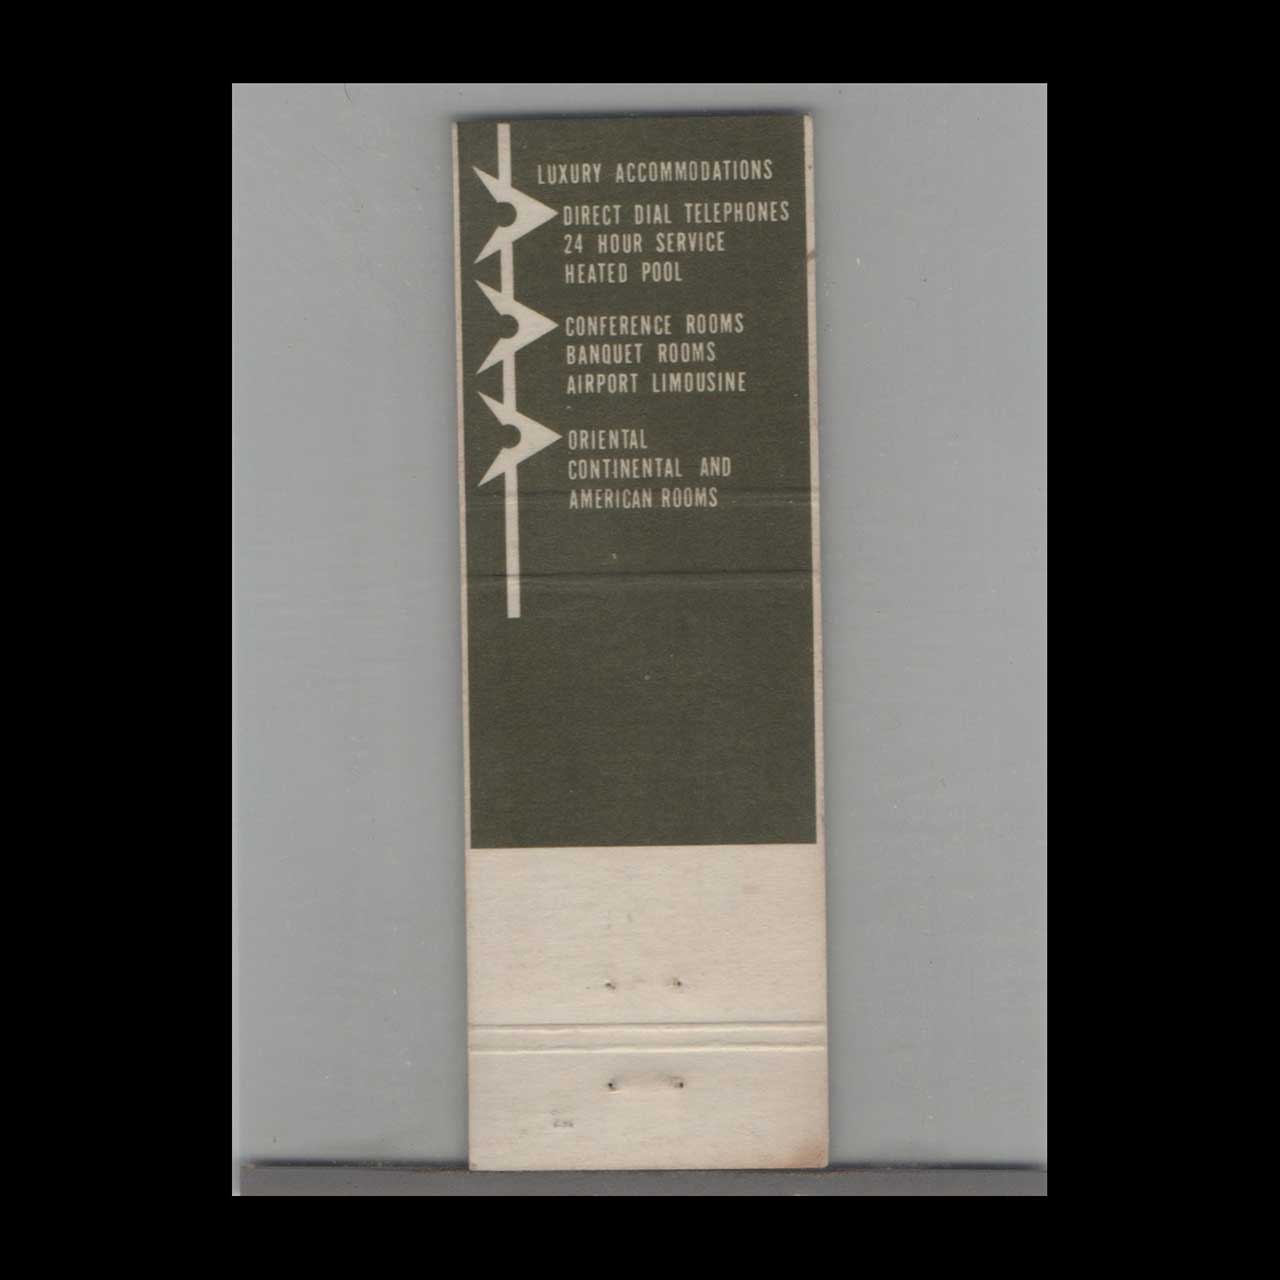 LUXURY ACCOMMODATIONS
DIRECT DIAL TELEPHONES
24 HOUR SERVICE
HEATED POOL
CONFERENCE ROOMS
BANQUET ROOMS
AIRPORT LIMOUSINE
ORIENTAL
CONTINENTAL AND
AMERICAN ROOMS